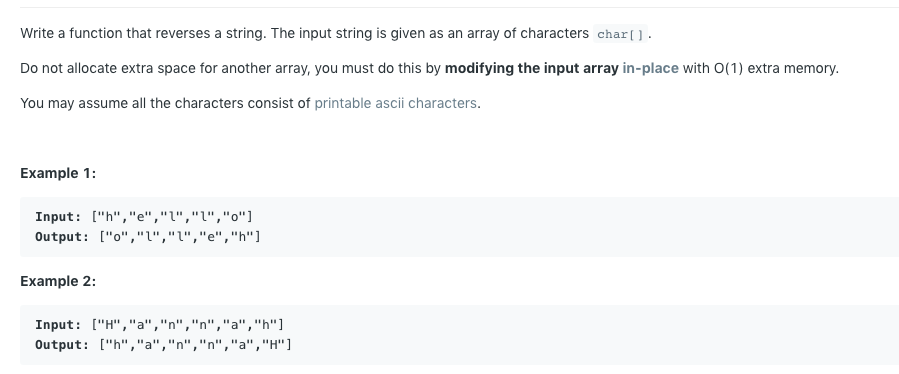 Write a function that reverses a string. The input string is given as an array of characters char[].
Do not allocate extra space for another array, you must do this by modifying the input array in-place with O(1) extra memory.
You may assume all the characters consist of printable ascii characters.
Example 1:
Input: ["h","e","l","l","o"]
Output: ["o","l","l","e","h"]
Example 2:
Input: ["H","a","n","n","a","h"]
Output: ["h","a","n","n","a","H"]